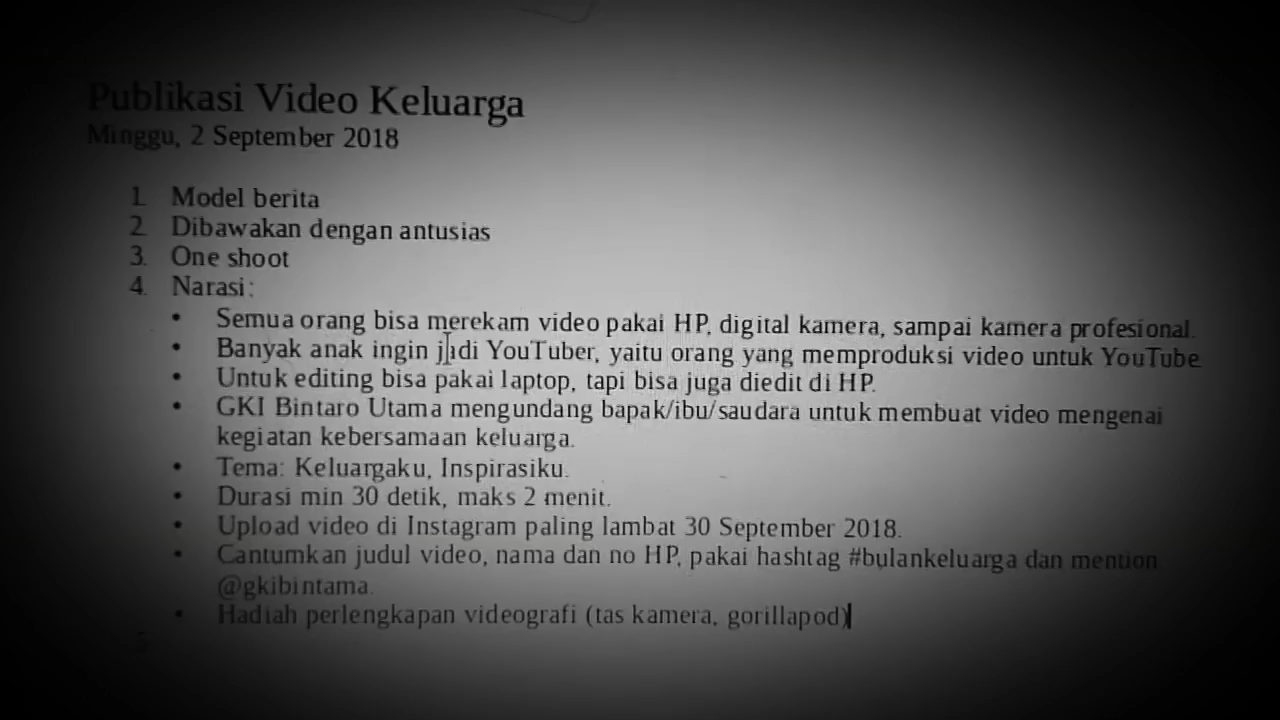 Publikasi Video Keluarga
Minggu, 2 September 2018
1. Model berita
2. Dibawakan dengan antusias
3. One shoot
4. Narasi:
• Semua orang bisa merekam video pakai HP, digital kamera, sampai kamera profesional.
• Banyak anak ingin jadi YouTuber, yaitu orang yang memproduksi video untuk YouTube
• Untuk editing bisa pakai laptop, tapi bisa juga diedit di HP.
• GKI Bintaro Utama mengundang bapak/ibu/saudara untuk membuat video mengenai
kegiatan kebersamaan keluarga.
• Tema: Keluargaku, Inspirasiku.
• Durasi min 30 detik, maks 2 menit.
• Upload video di Instagram paling lambat 30 September 2018.
• Cantumkan judul video, nama dan no HP, pakai hashtag #bulankeluarga dan mention
@gkibintama.
• Hadiah perlengkapan videografi (tas kamera, gorillapod)